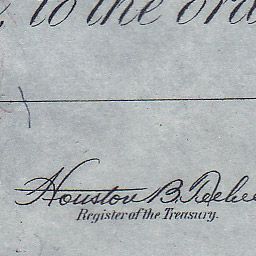 , to the ord
Houston B. Teehee
Register of the Treasury.